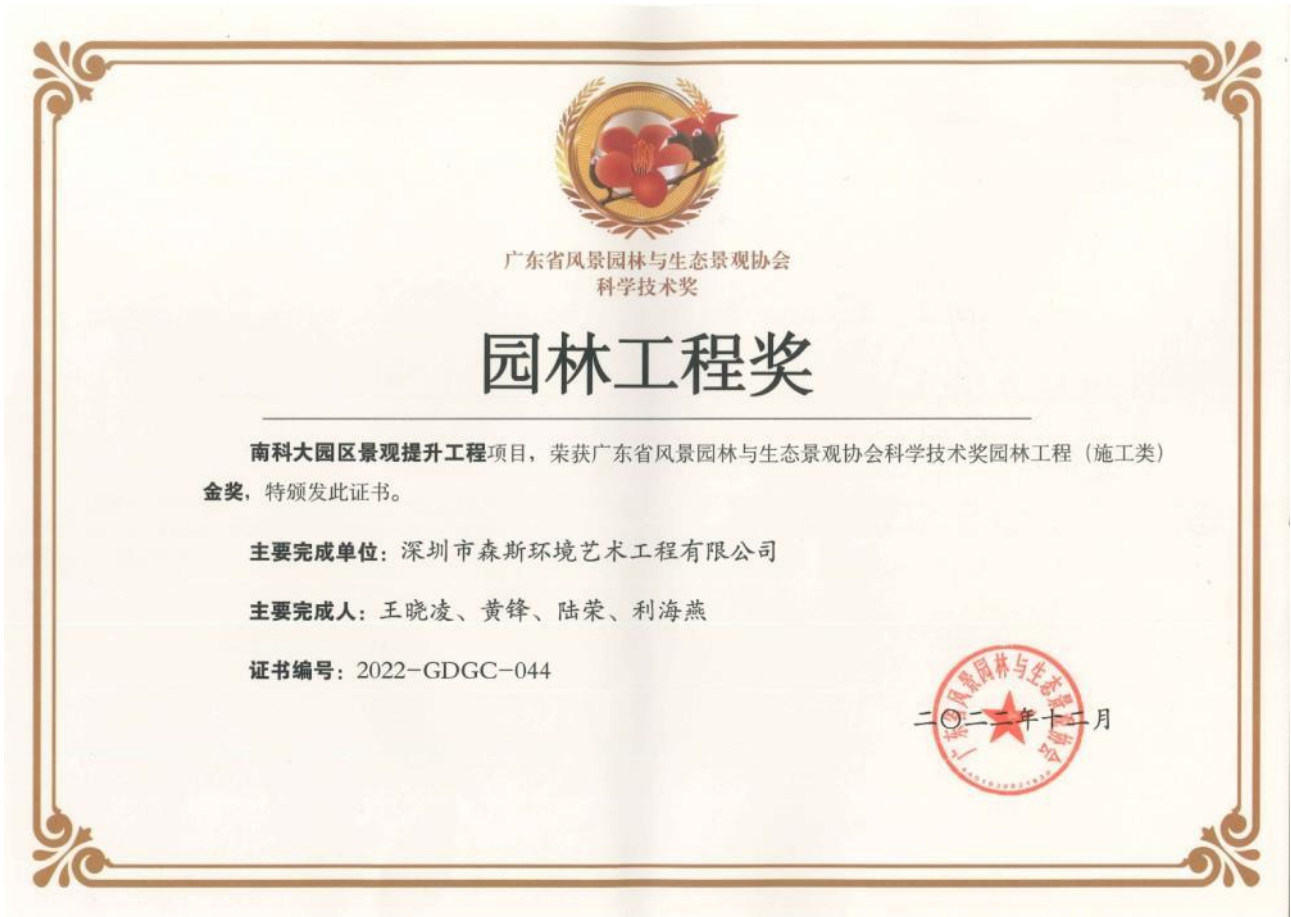 广东省风景园林与生态景观协会
科学技术奖
园林工程奖
南科大园区景观提升工程项目，荣获广东省风景园林与生态景观协会科学技术奖园林工程（施工类）
金奖，特颁发此证书。
主要完成单位：深圳市森斯环境艺术工程有限公司
主要完成人：王晓凌、黄锋、陆荣、利海燕
证书编号：2022-GDGC-044
广东省风景园林与生态景观协会
二〇二二年十二月